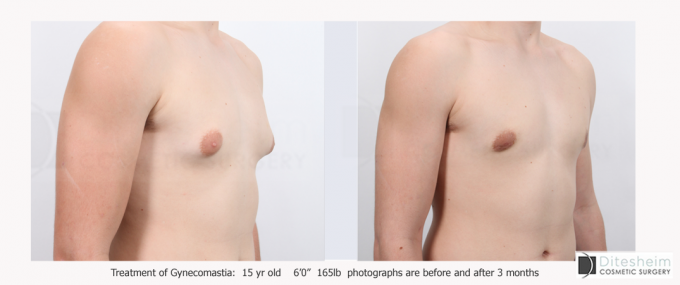 Treatment of Gynecomastia: 15 yr old 6'0" 165lb photographs are before and after 3 months
Ditesheim
COSMETIC SURGERY